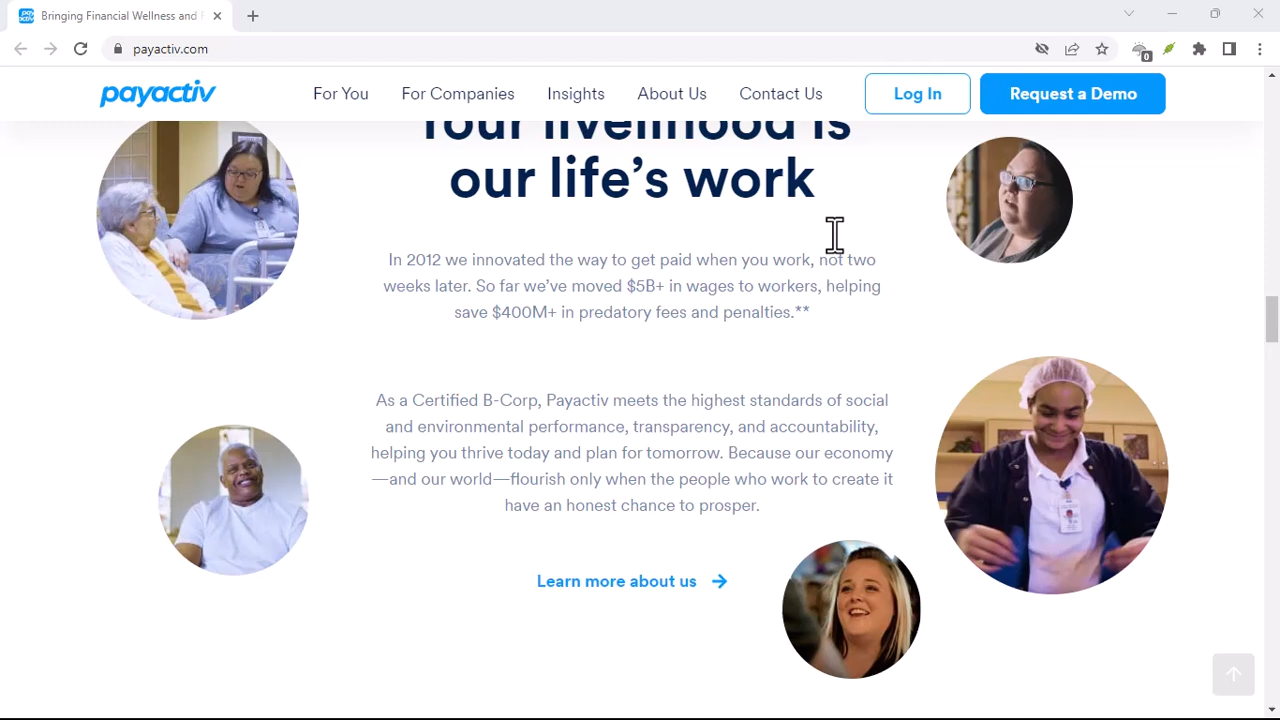 Bringing Financial Wellness and
payactiv.com
0
payactiv
For You
For Companies
Insights
About Us
Contact Us
Log In
Request a Demo
Your livelihood is
our life’s work
In 2012 we innovated the way to get paid when you work, not two
weeks later. So far we’ve moved $5B+ in wages to workers, helping
save $400M+ in predatory fees and penalties.**
As a Certified B-Corp, Payactiv meets the highest standards of social
and environmental performance, transparency, and accountability,
helping you thrive today and plan for tomorrow. Because our economy
—and our world—flourish only when the people who work to create it
have an honest chance to prosper.
Learn more about us